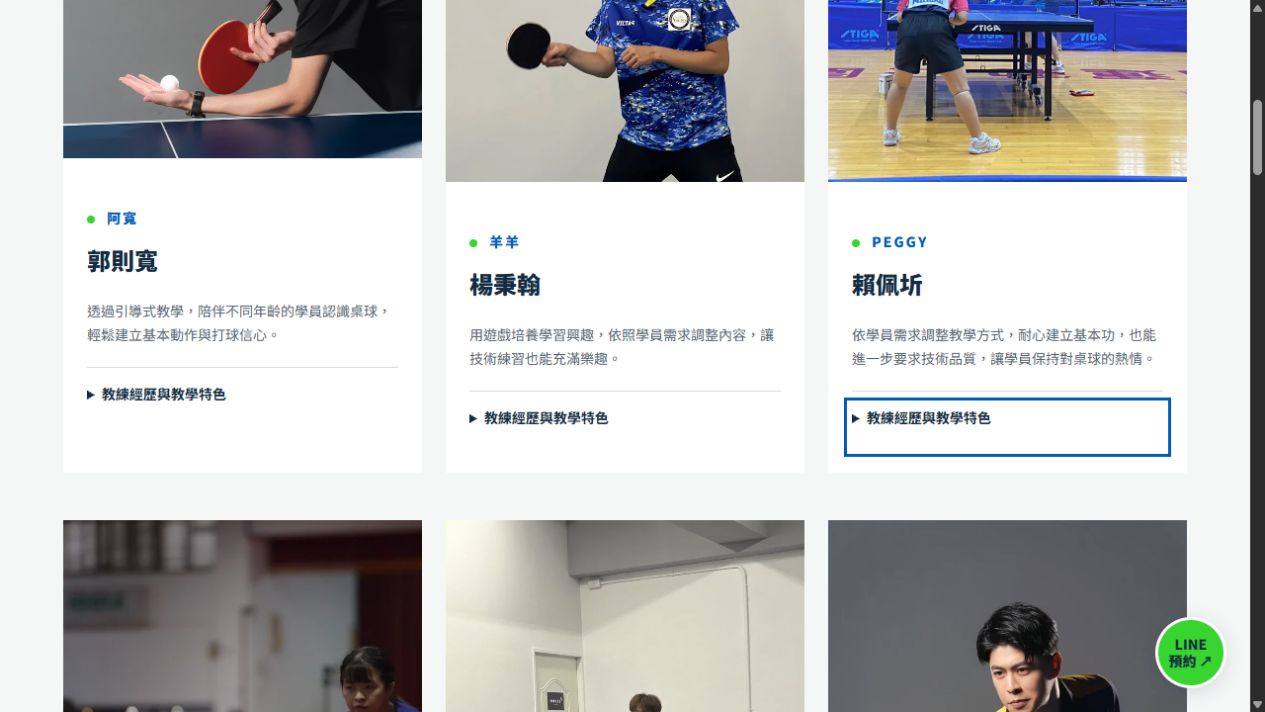 VICTAS
STIGA
STIGA
STIGA
阿寬
郭則寬
透過引導式教學，陪伴不同年齡的學員認識桌球，
輕鬆建立基本動作與打球信心。
▶ 教練經歷與教學特色
羊羊
楊秉翰
用遊戲培養學習興趣，依照學員需求調整內容，讓
技術練習也能充滿樂趣。
▶ 教練經歷與教學特色
PEGGY
賴佩圻
依學員需求調整教學方式，耐心建立基本功，也能
進一步要求技術品質，讓學員保持對桌球的熱情。
▶ 教練經歷與教學特色
LINE
預約 ↗